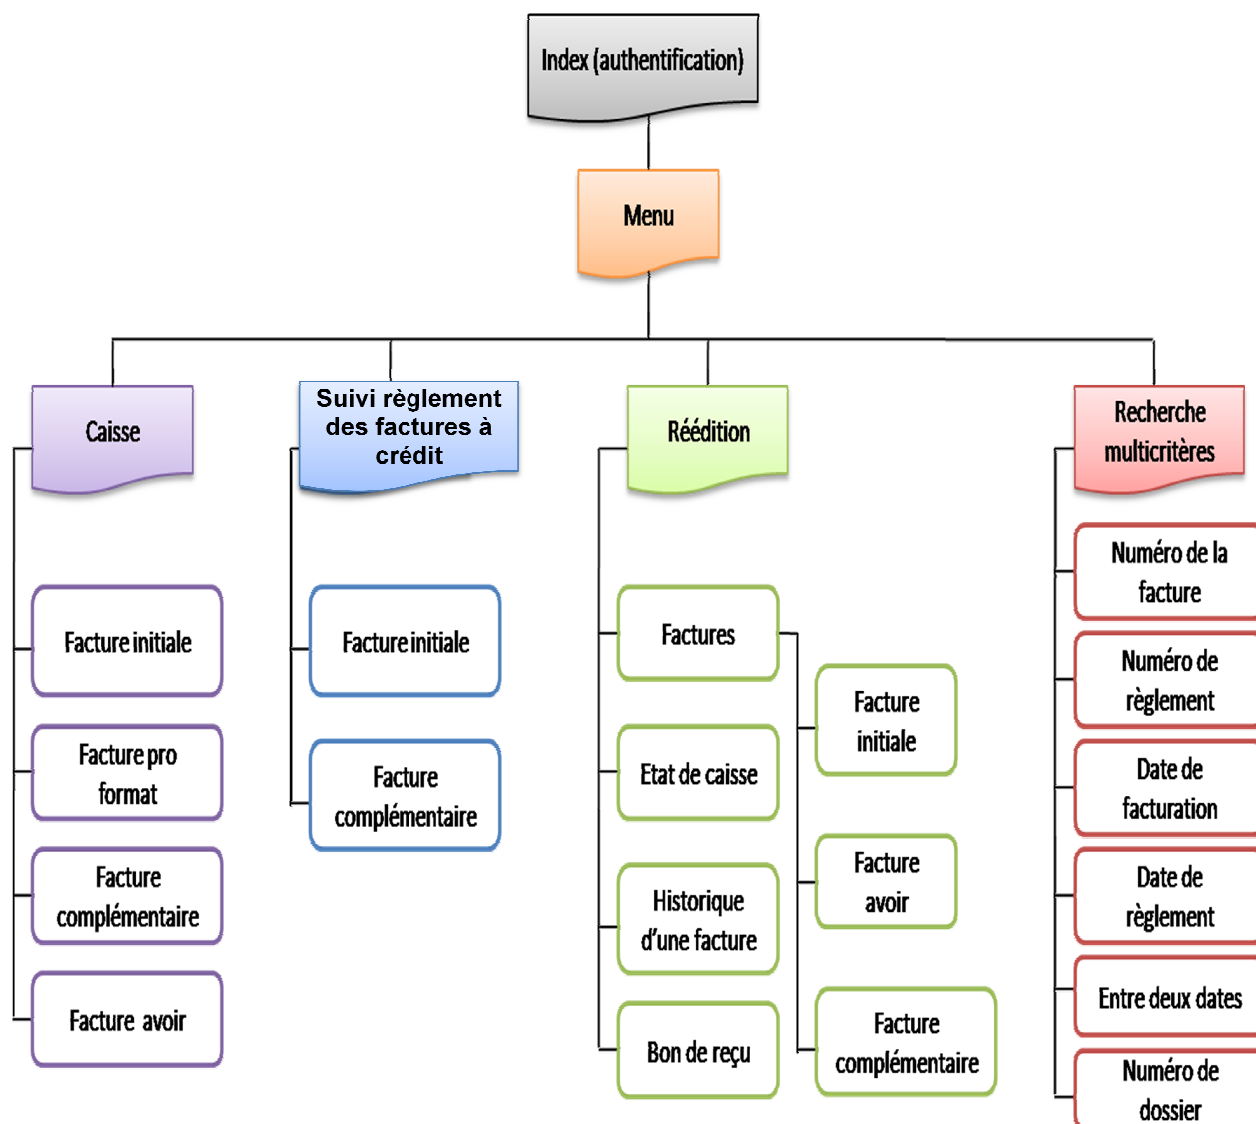 Index (authentification)
Menu
Caisse
Facture initiale
Facture pro
format
Facture
complémentaire
Facture avoir
Suivi règlement
des factures à
crédit
Facture initiale
Facture
complémentaire
Réédition
Factures
Etat de caisse
Historique
d'une facture
Bon de reçu
Facture
initiale
Facture
avoir
Facture
complémentaire
Recherche
multicritères
Numéro de la
facture
Numéro de
règlement
Date de
facturation
Date de
règlement
Entre deux dates
Numéro de
dossier